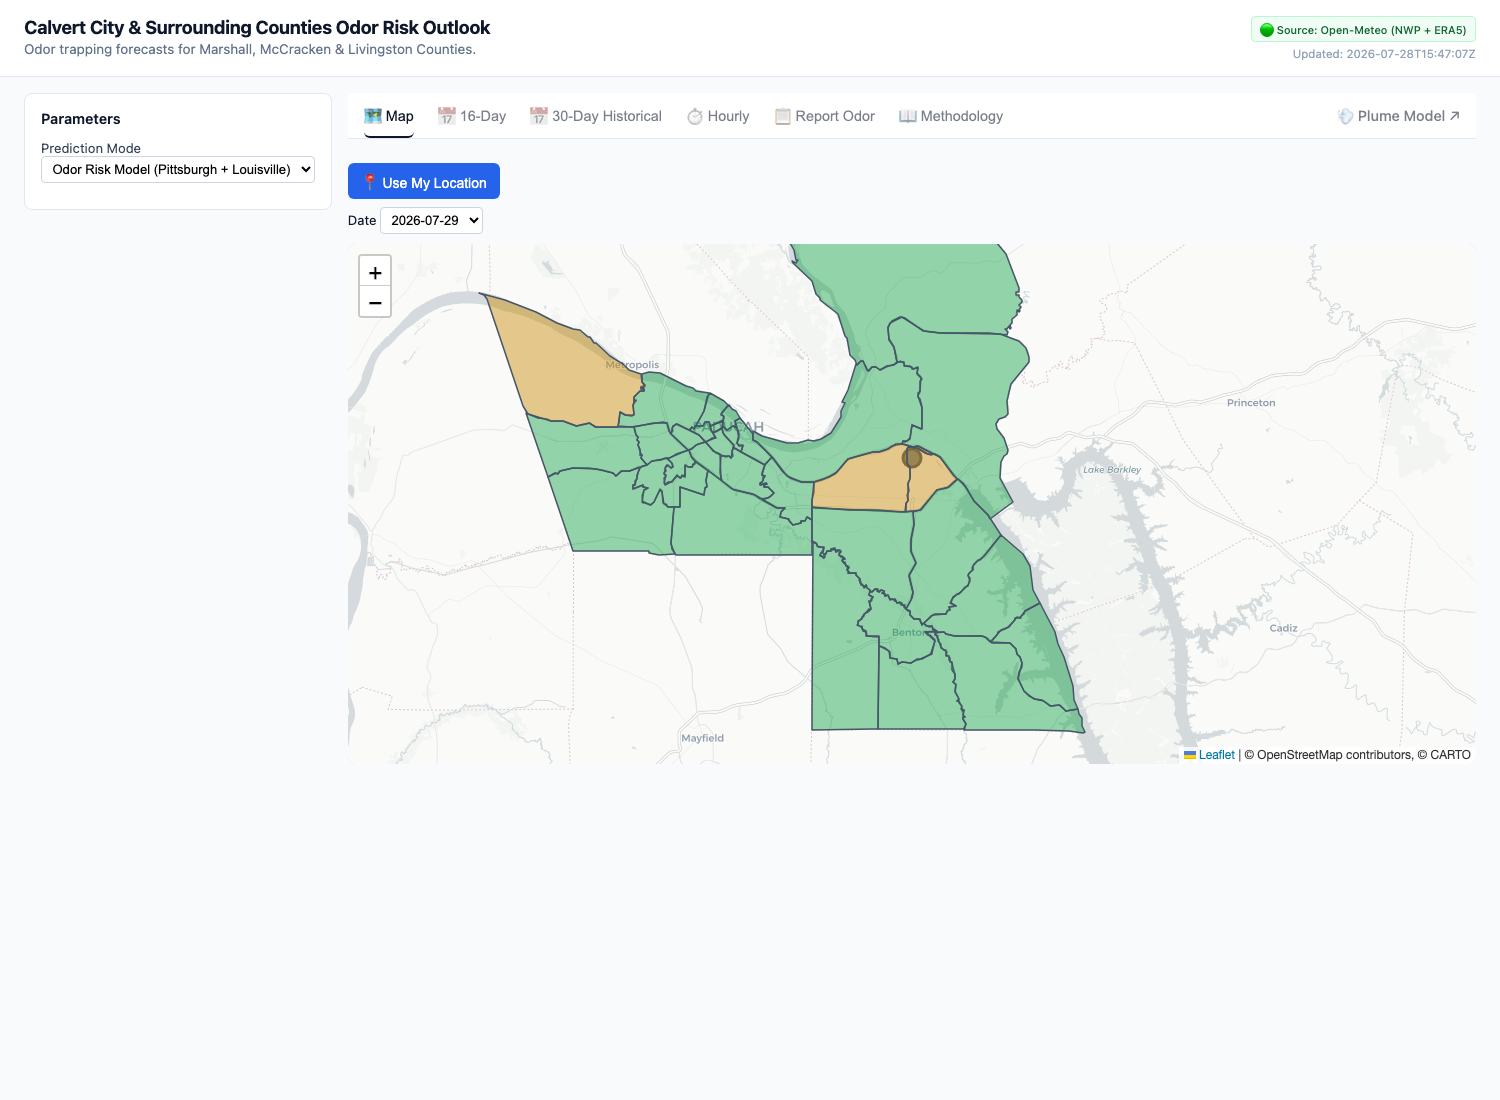 Calvert City & Surrounding Counties Odor Risk Outlook
Odor trapping forecasts for Marshall, McCracken & Livingston Counties.
Source: Open-Meteo (NWP + ERA5)
Updated: 2026-07-28T15:47:07Z
Parameters
Prediction Mode
Odor Risk Model (Pittsburgh + Louisville)
Map
16-Day
30-Day Historical
Hourly
Report Odor
Methodology
Plume Model ↗
Use My Location
Date 2026-07-29
+
−
Metropolis
PADUCAH
Princeton
Lake Barkley
Benton
Cadiz
Mayfield
Leaflet | © OpenStreetMap contributors, © CARTO